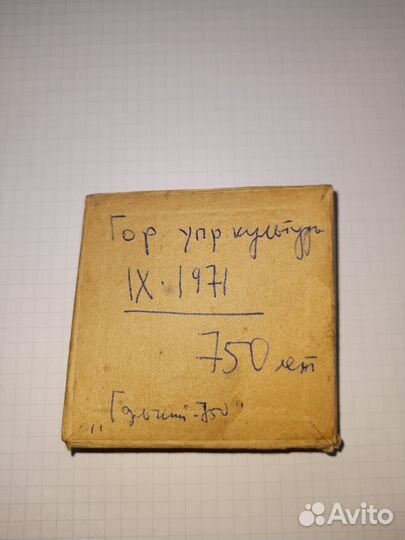 Гор упр культуры
IX·1971
750 лет
„Горький-750"
Avito